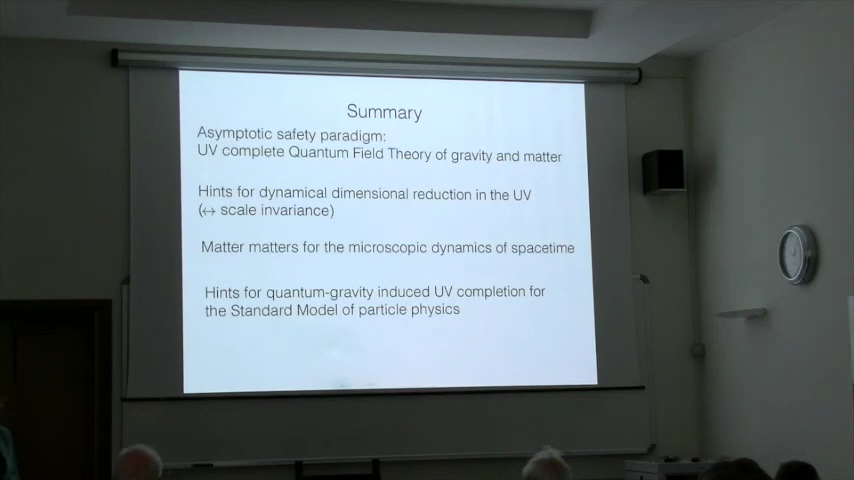 Summary
Asymptotic safety paradigm:
UV complete Quantum Field Theory of gravity and matter
Hints for dynamical dimensional reduction in the UV
(↔ scale invariance)
Matter matters for the microscopic dynamics of spacetime
Hints for quantum-gravity induced UV completion for
the Standard Model of particle physics